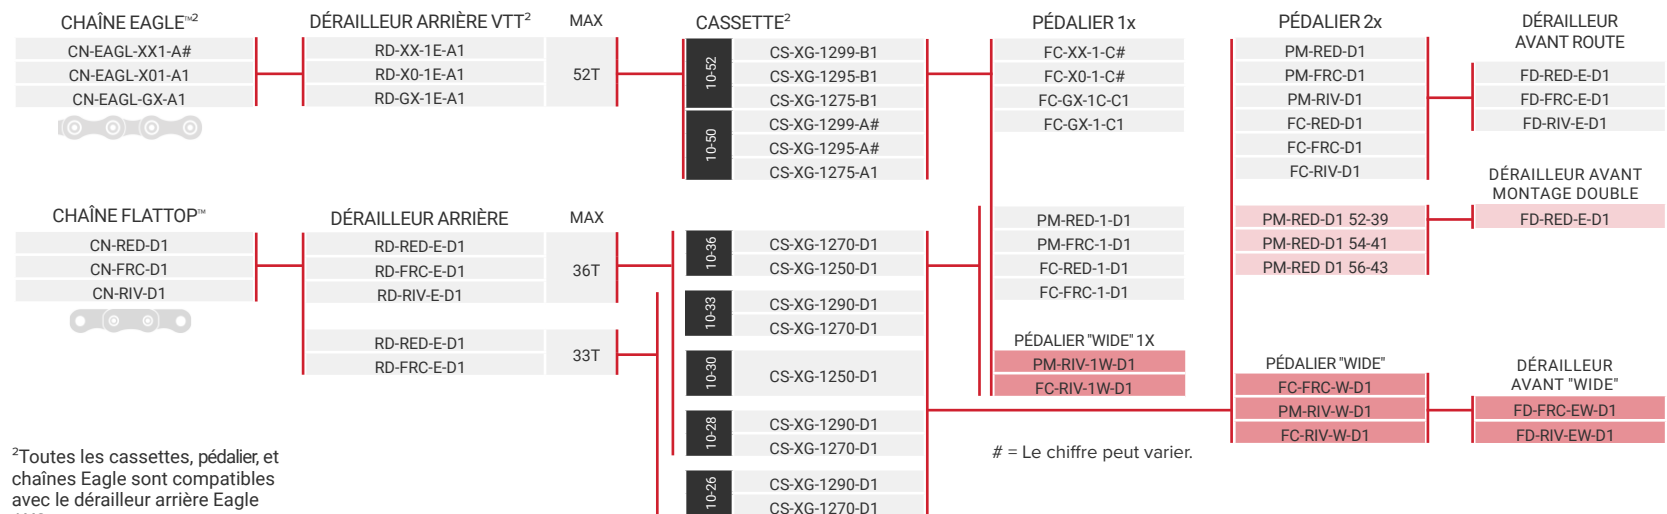 CHAÎNE EAGLE™²
CN-EAGL-XX1-A#
CN-EAGL-X01-A1
CN-EAGL-GX-A1
DÉRAILLEUR ARRIÈRE VTT²
MAX
RD-XX-1E-A1
RD-X0-1E-A1
RD-GX-1E-A1
52T
CASSETTE²
10-52
CS-XG-1299-B1
CS-XG-1295-B1
CS-XG-1275-B1
10-50
CS-XG-1299-A#
CS-XG-1295-A#
CS-XG-1275-A1
PÉDALIER 1x
FC-XX-1-C#
FC-X0-1-C#
FC-GX-1C-C1
FC-GX-1-C1
PÉDALIER 2x
PM-RED-D1
PM-FRC-D1
PM-RIV-D1
FC-RED-D1
FC-FRC-D1
FC-RIV-D1
DÉRAILLEUR
AVANT ROUTE
FD-RED-E-D1
FD-FRC-E-D1
FD-RIV-E-D1
CHAÎNE FLATTOP™
CN-RED-D1
CN-FRC-D1
CN-RIV-D1
DÉRAILLEUR ARRIÈRE
MAX
RD-RED-E-D1
RD-FRC-E-D1
RD-RIV-E-D1
36T
RD-RED-E-D1
RD-FRC-E-D1
33T
10-36
CS-XG-1270-D1
CS-XG-1250-D1
10-33
CS-XG-1290-D1
CS-XG-1270-D1
10-30
CS-XG-1250-D1
10-28
CS-XG-1290-D1
CS-XG-1270-D1
10-26
CS-XG-1290-D1
CS-XG-1270-D1
PM-RED-1-D1
PM-FRC-1-D1
FC-RED-1-D1
FC-FRC-1-D1
PÉDALIER "WIDE" 1X
PM-RIV-1W-D1
FC-RIV-1W-D1
PM-RED-D1 52-39
PM-RED-D1 54-41
PM-RED D1 56-43
DÉRAILLEUR AVANT
MONTAGE DOUBLE
FD-RED-E-D1
PÉDALIER "WIDE"
FC-FRC-W-D1
PM-RIV-W-D1
FC-RIV-W-D1
DÉRAILLEUR
AVANT "WIDE"
FD-FRC-EW-D1
FD-RIV-EW-D1
# = Le chiffre peut varier.
²Toutes les cassettes, pédalier, et
chaînes Eagle sont compatibles
avec le dérailleur arrière Eagle